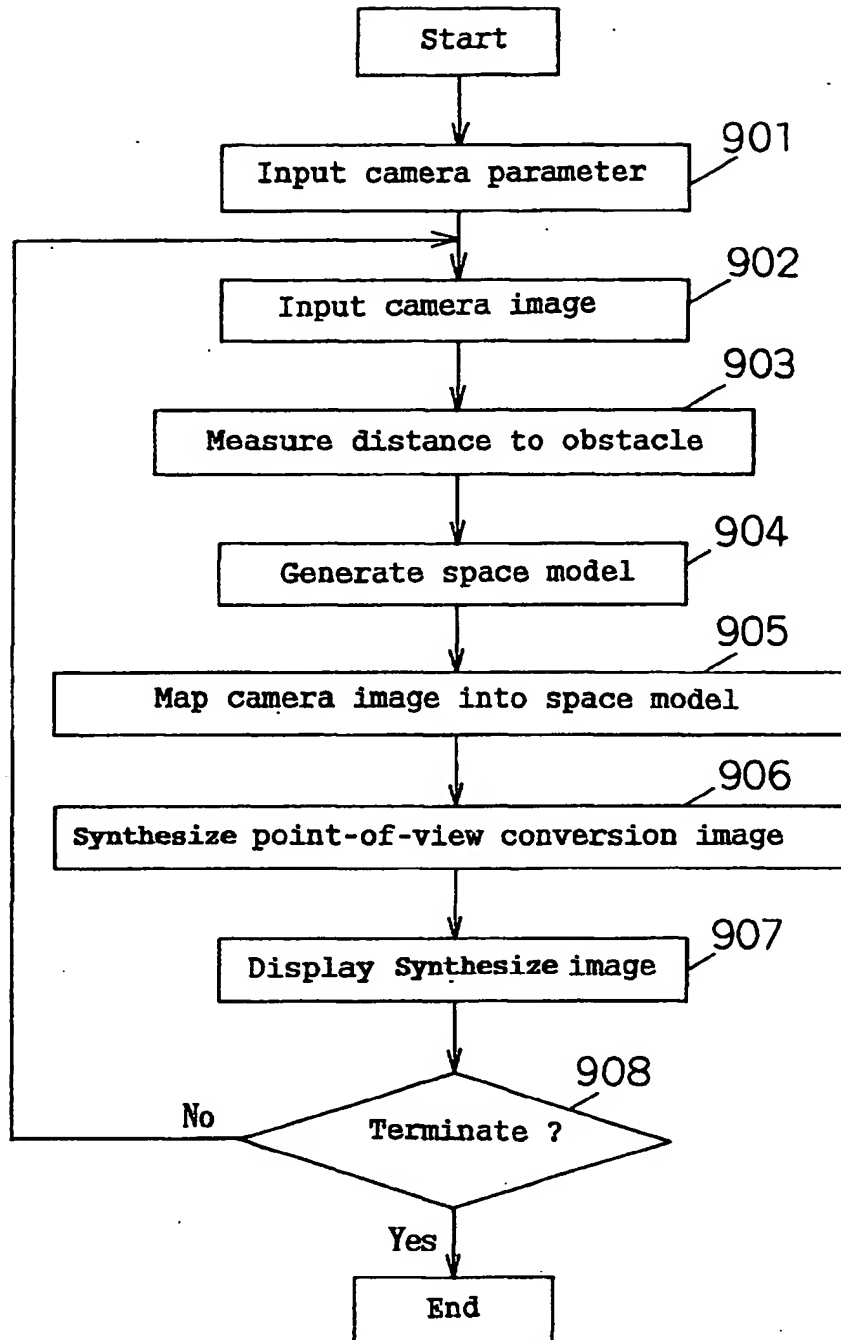 Start
901
Input camera parameter
902
Input camera image
903
Measure distance to obstacle
904
Generate space model
905
Map camera image into space model
906
Synthesize point-of-view conversion image
907
Display Synthesize image
908
Terminate ?
No
Yes
End